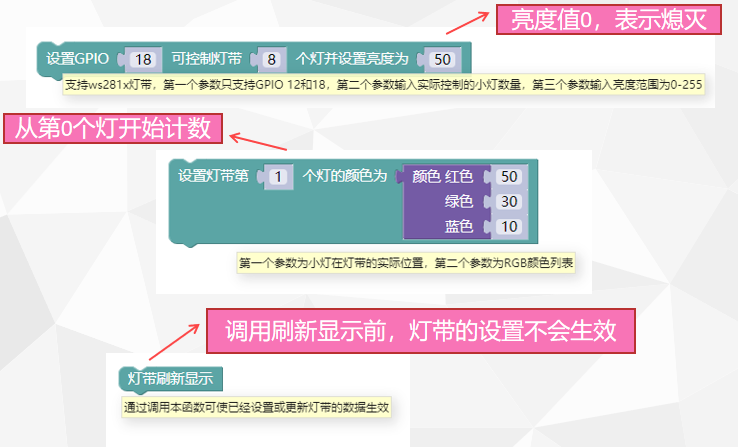 亮度值0，表示熄灭
设置GPIO 18 可控制灯带 8 个灯并设置亮度为 50
支持ws281x灯带，第一个参数只支持GPIO 12和18，第二个参数输入实际控制的小灯数量，第三个参数输入亮度范围为0-255
从第0个灯开始计数
设置灯带第 1 个灯的颜色为 颜色 红色 50
绿色 30
蓝色 10
第一个参数为小灯在灯带的实际位置，第二个参数为RGB颜色列表
调用刷新显示前，灯带的设置不会生效
灯带刷新显示
通过调用本函数可使已经设置或更新灯带的数据生效